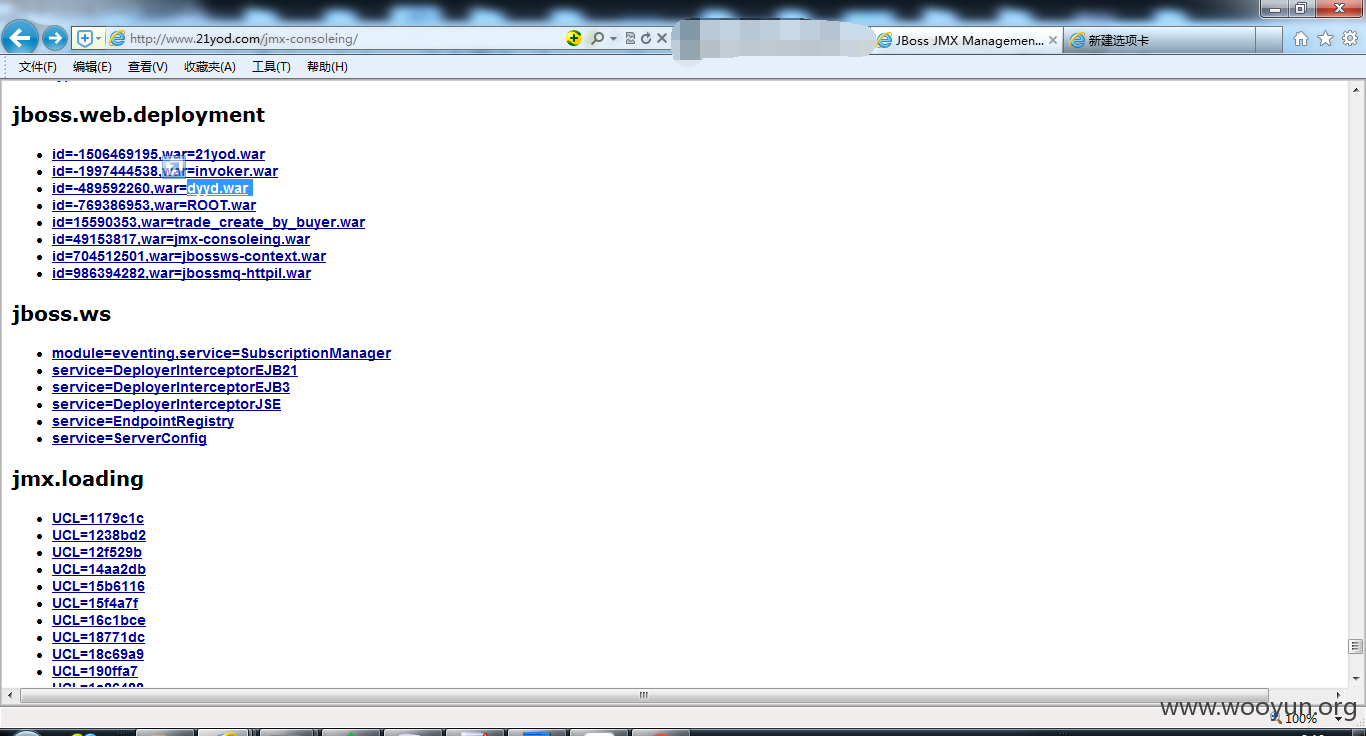 http://www.21yod.com/jmx-consoleing/
JBoss JMX Managemen...
新建选项卡
文件(F) 编辑(E) 查看(V) 收藏夹(A) 工具(T) 帮助(H)
jboss.web.deployment
id=-1506469195,war=21yod.war
id=-1997444538,war=invoker.war
id=-489592260,war=dyyd.war
id=-769386953,war=ROOT.war
id=15590353,war=trade_create_by_buyer.war
id=49153817,war=jmx-consoleing.war
id=704512501,war=jbossws-context.war
id=986394282,war=jbossmq-httpil.war
jboss.ws
module=eventing,service=SubscriptionManager
service=DeployerInterceptorEJB21
service=DeployerInterceptorEJB3
service=DeployerInterceptorJSE
service=EndpointRegistry
service=ServerConfig
jmx.loading
UCL=1179c1c
UCL=1238bd2
UCL=12f529b
UCL=14aa2db
UCL=15b6116
UCL=15f4a7f
UCL=16c1bce
UCL=18771dc
UCL=18c69a9
UCL=190ffa7
www.wooyun.org
100%